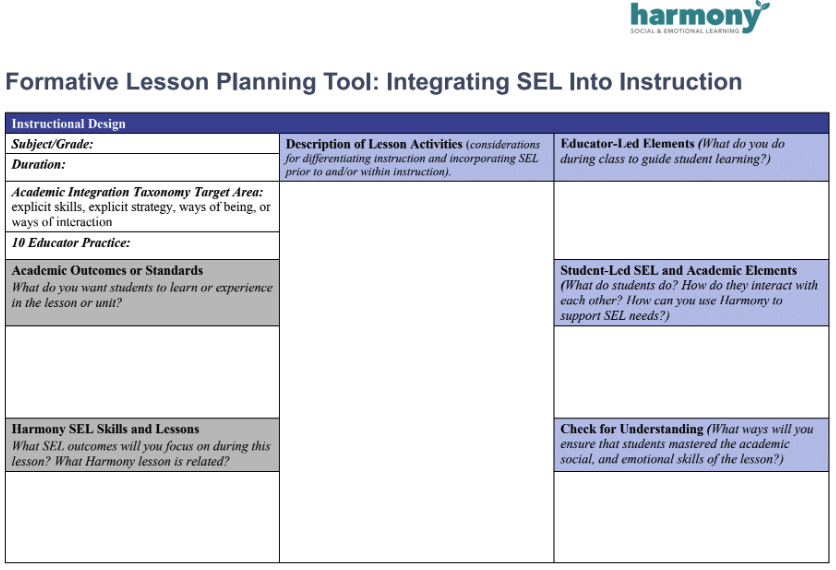 harmony
SOCIAL & EMOTIONAL LEARNING
Formative Lesson Planning Tool: Integrating SEL Into Instruction
Instructional Design
Subject/Grade:
Duration:
Academic Integration Taxonomy Target Area:
explicit skills, explicit strategy, ways of being, or
ways of interaction
10 Educator Practice:
Academic Outcomes or Standards
What do you want students to learn or experience
in the lesson or unit?
Harmony SEL Skills and Lessons
What SEL outcomes will you focus on during this
lesson? What Harmony lesson is related?
Description of Lesson Activities (considerations
for differentiating instruction and incorporating SEL
prior to and/or within instruction).
Educator-Led Elements (What do you do
during class to guide student learning?)
Student-Led SEL and Academic Elements
(What do students do? How do they interact with
each other? How can you use Harmony to
support SEL needs?)
Check for Understanding (What ways will you
ensure that students mastered the academic
social, and emotional skills of the lesson?)